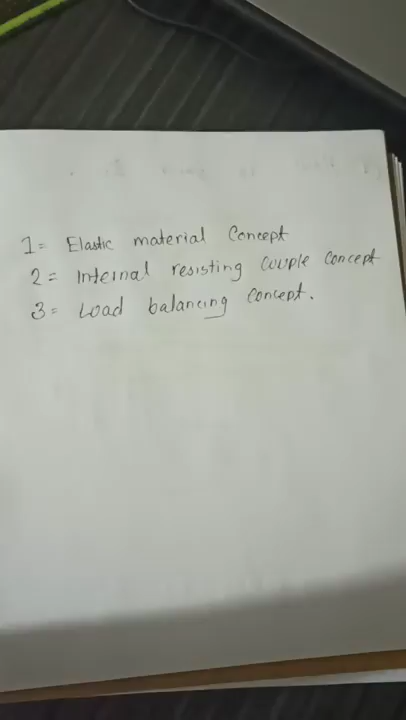 1= Elastic material Concept
2= Internal resisting Couple Concept
3= Load balancing Concept.